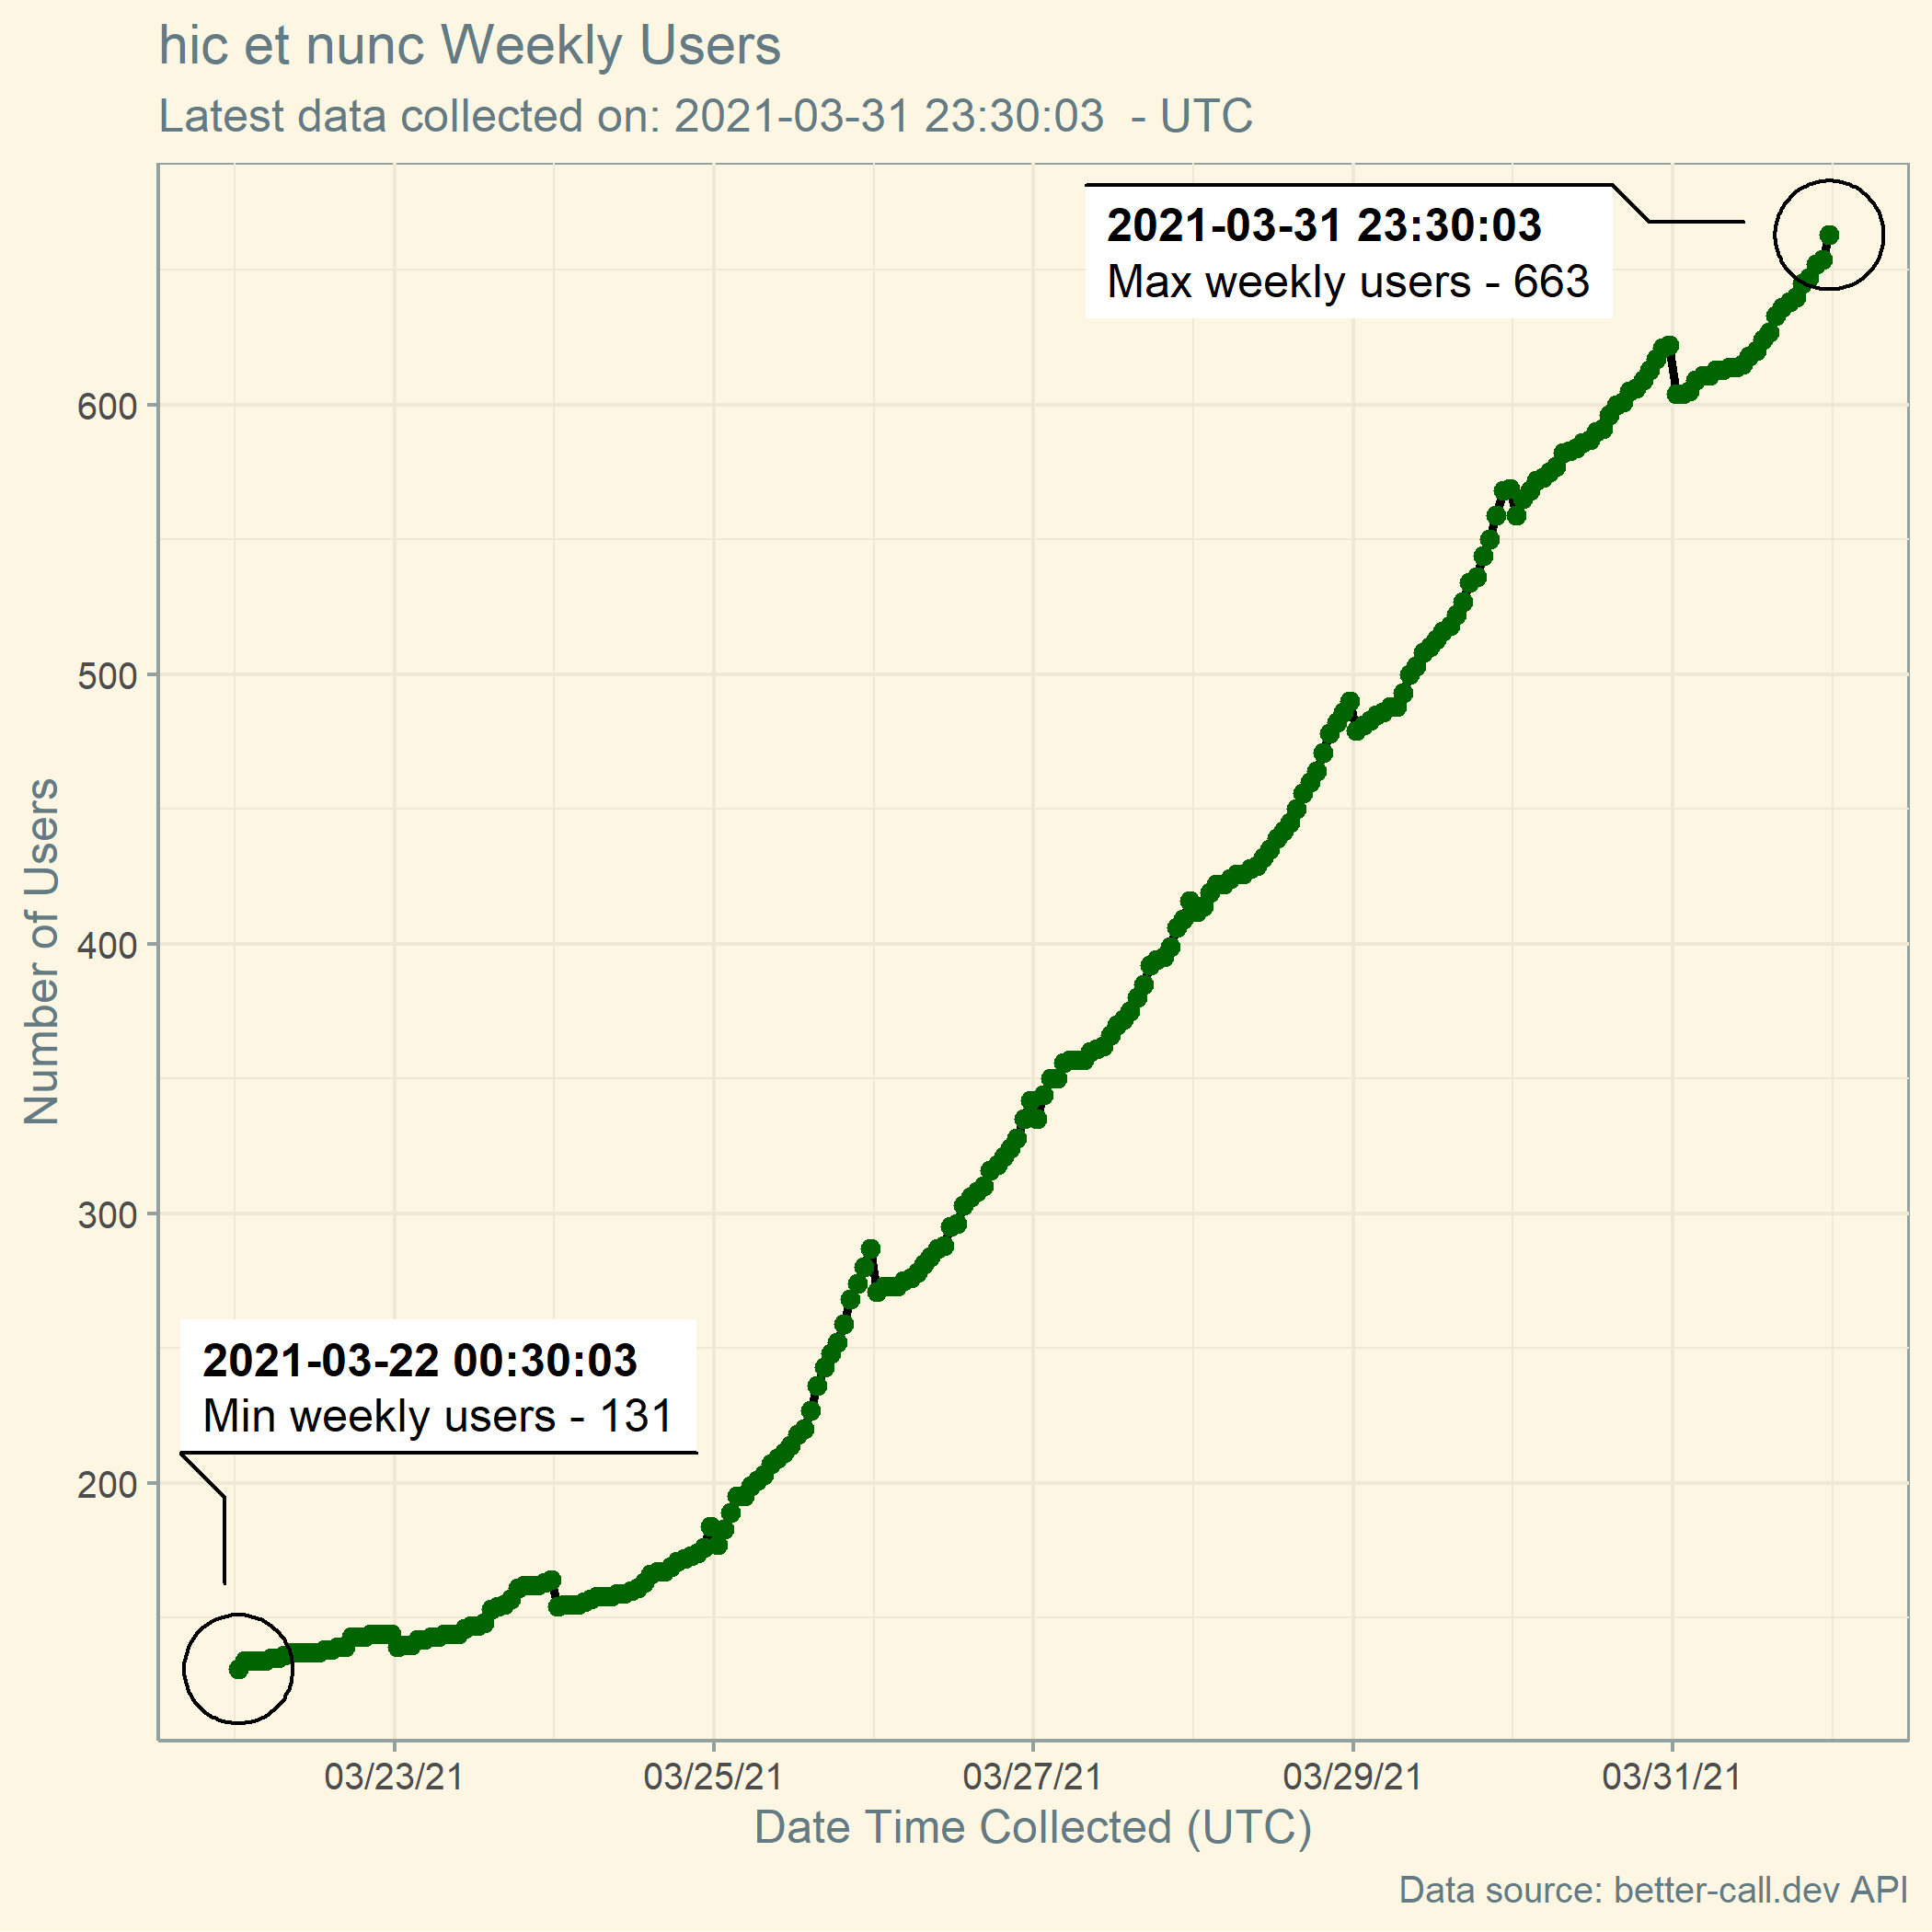 hic et nunc Weekly Users
Latest data collected on: 2021-03-31 23:30:03  - UTC
2021-03-31 23:30:03
Max weekly users - 663
600
500
400
300
200
Number of Users
2021-03-22 00:30:03
Min weekly users - 131
03/23/21
03/25/21
03/27/21
03/29/21
03/31/21
Date Time Collected (UTC)
Data source: better-call.dev API